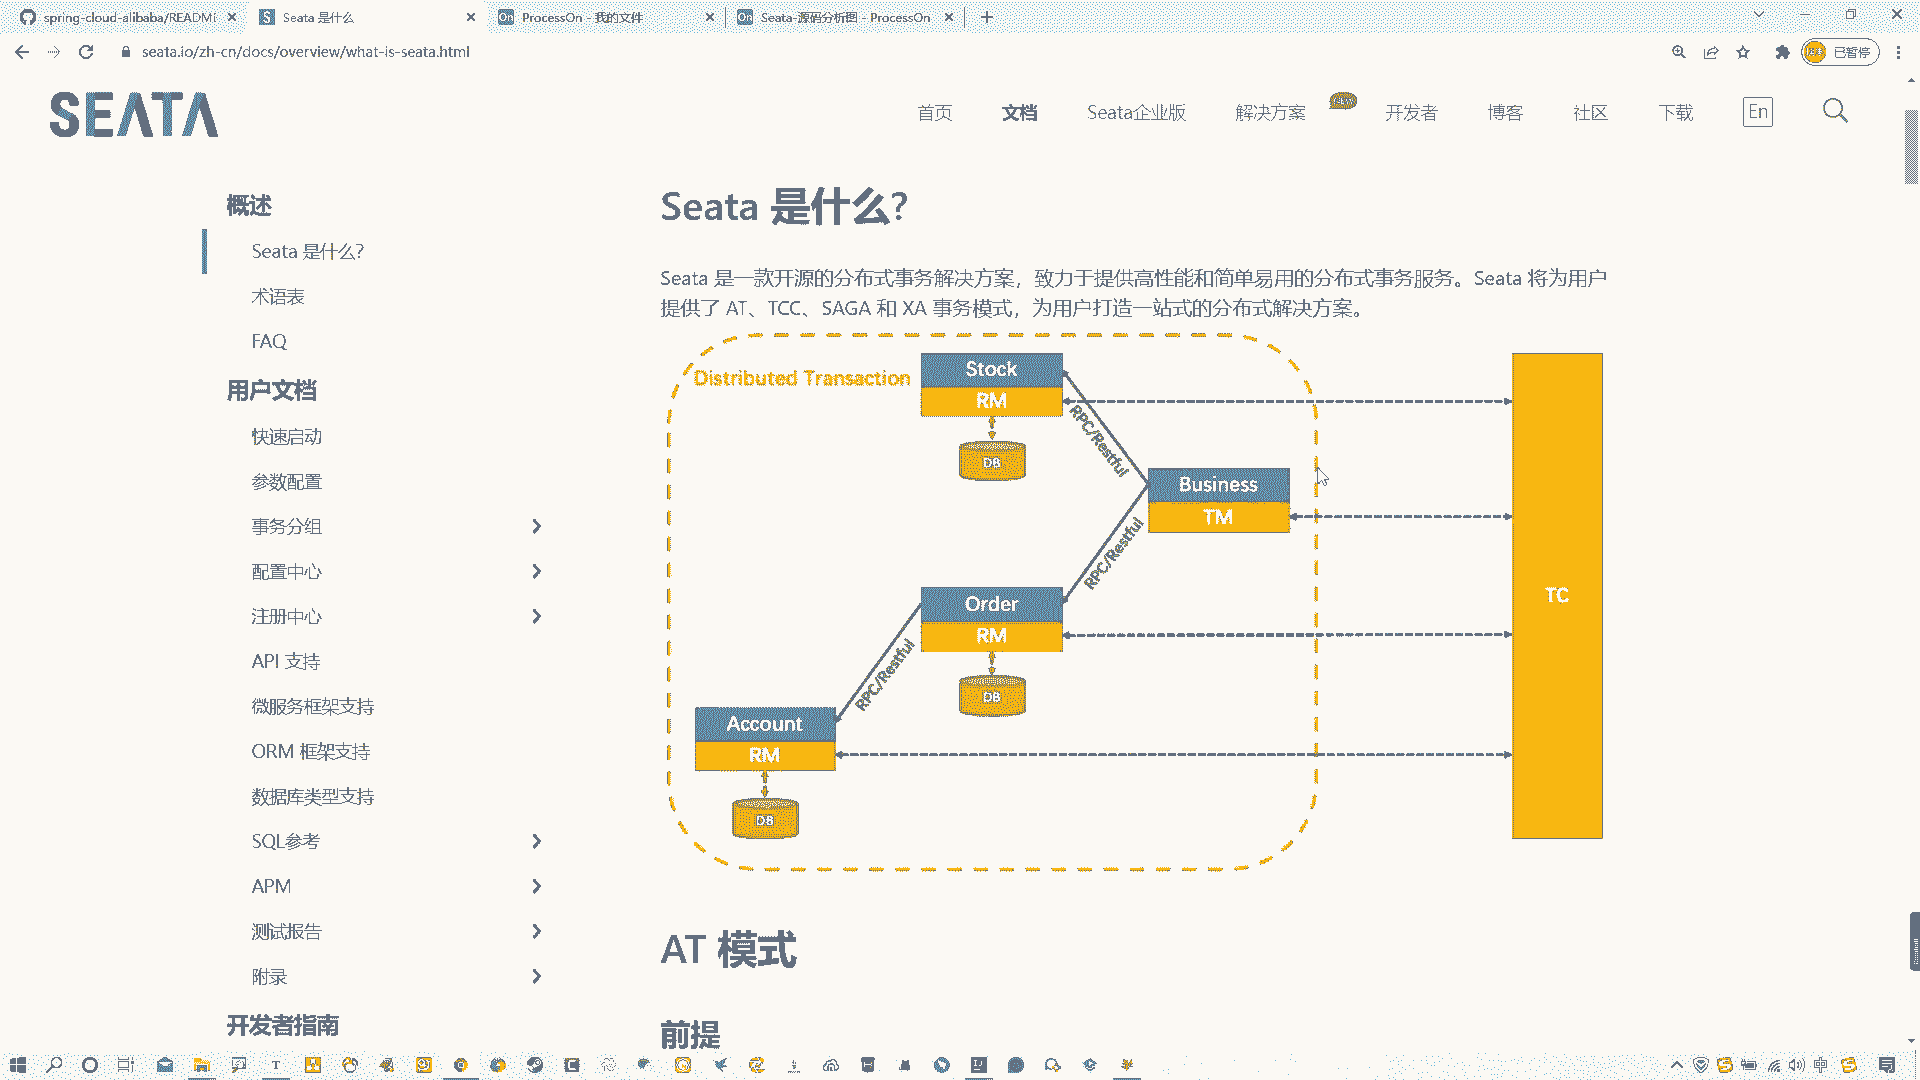 spring-cloud-alibaba/READMI
Seata 是什么
ProcessOn - 我的文件
Seata-源码分析图 - ProcessOn
seata.io/zh-cn/docs/overview/what-is-seata.html
已暂停
SEATA
首页
文档
Seata企业版
解决方案
开发者
博客
社区
下载
En
概述
Seata 是什么?
术语表
FAQ
用户文档
快速启动
参数配置
事务分组
配置中心
注册中心
API 支持
微服务框架支持
ORM 框架支持
数据库类型支持
SQL参考
APM
测试报告
附录
开发者指南
Seata 是什么?
Seata 是一款开源的分布式事务解决方案，致力于提供高性能和简单易用的分布式事务服务。Seata 将为用户
提供了 AT、TCC、SAGA 和 XA 事务模式，为用户打造一站式的分布式解决方案。
Distributed Transaction
Stock
RM
DB
RPC/Restful
Business
TM
RPC/Restful
Order
RM
DB
RPC/Restful
Account
RM
DB
TC
AT 模式
前提
中